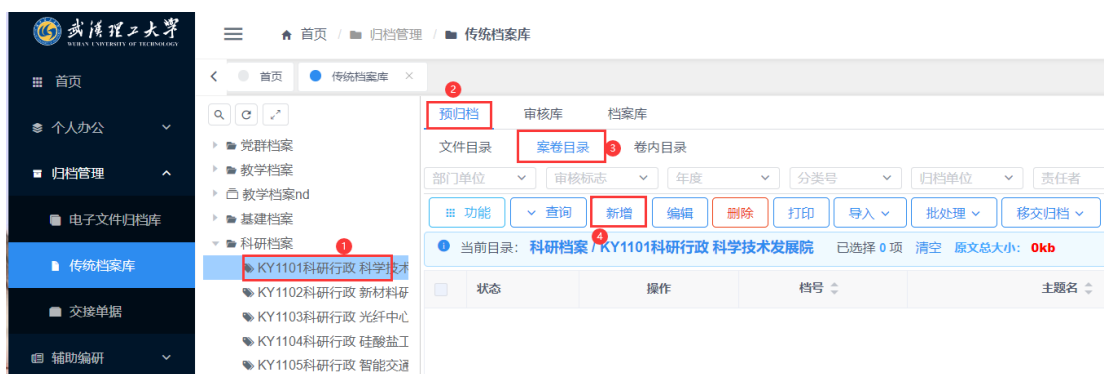 武漢理工大学
WUHAN UNIVERSITY OF TECHNOLOGY
首页 / 归档管理 / 传统档案库
首页
个人办公
归档管理
电子文件归档库
传统档案库
交接单据
辅助编研
首页 传统档案库 ×
党群档案
教学档案
教学档案nd
基建档案
科研档案
1
KY1101科研行政 科学技术
KY1102科研行政 新材料研
KY1103科研行政 光纤中心
KY1104科研行政 硅酸盐工
KY1105科研行政 智能交通
2
预归档 审核库 档案库
文件目录 案卷目录 3 卷内目录
部门单位 审核标志 年度 分类号 归档单位 责任者
功能 查询 新增 编辑 删除 打印 导入 批处理 移交归档
4
当前目录: 科研档案 / KY1101科研行政 科学技术发展院 已选择 0 项 清空 原文总大小: 0kb
状态 操作 档号 主题名